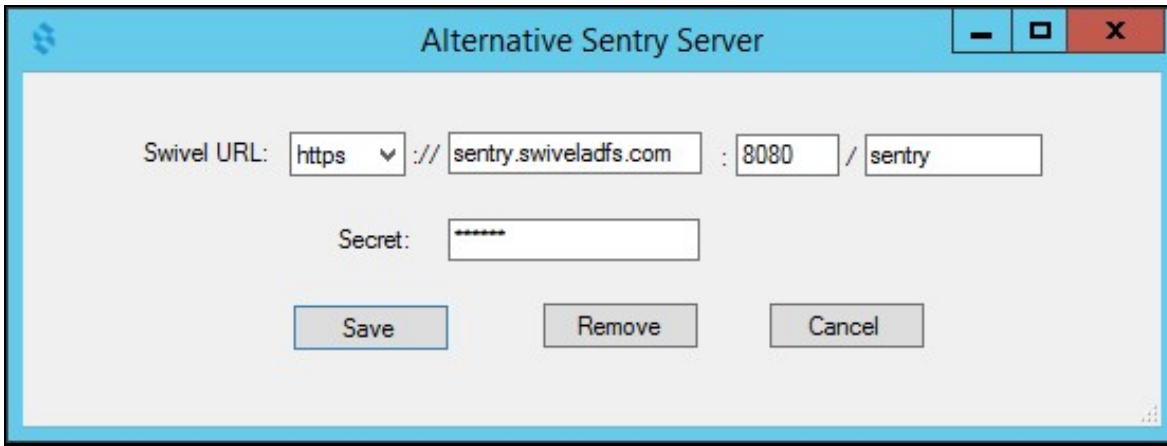 Alternative Sentry Server
Swivel URL: https :// sentry.swiveladfs.com : 8080 / sentry
Secret: ******
Save Remove Cancel